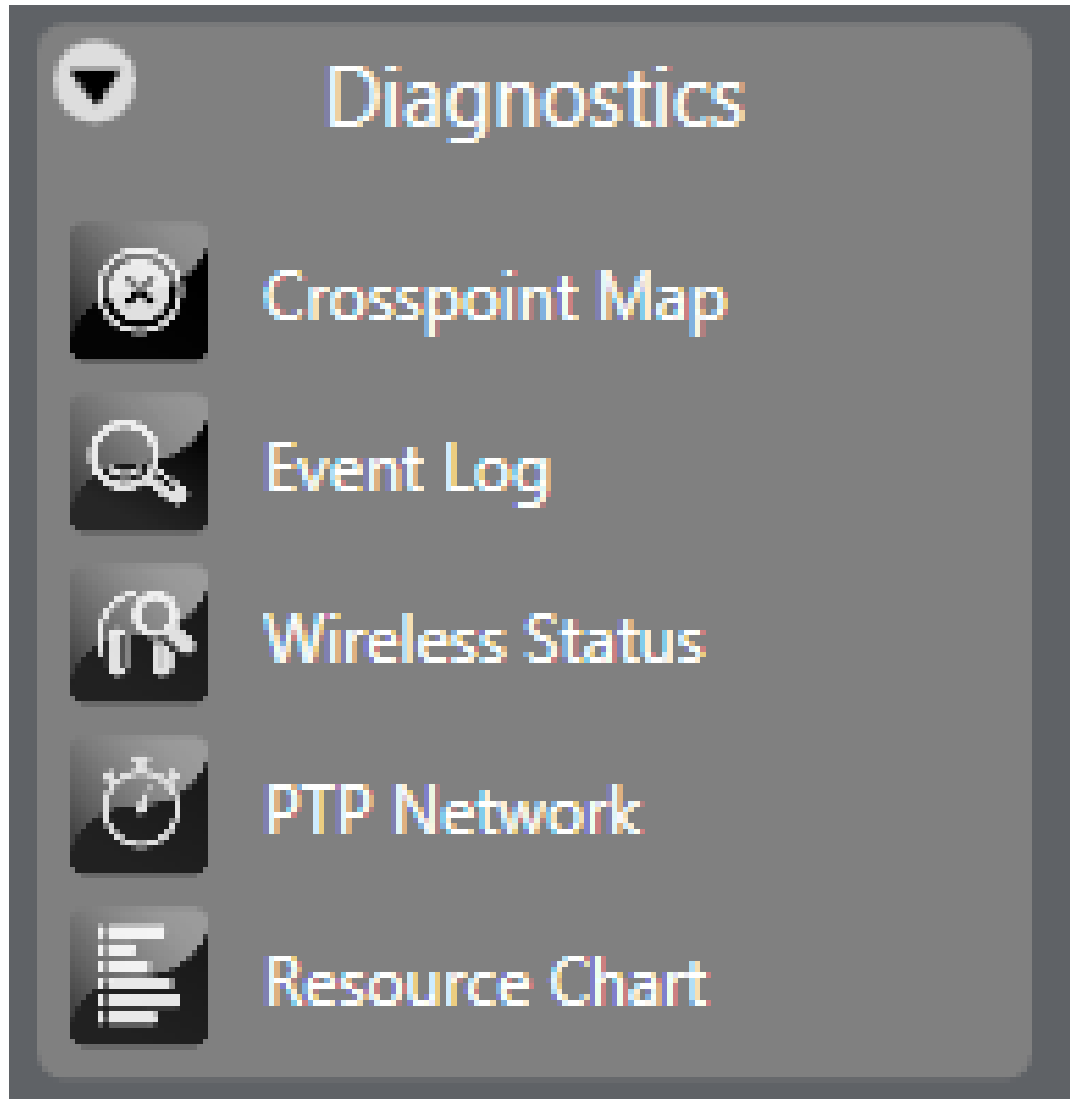 Diagnostics
Crosspoint Map
Event Log
Wireless Status
PTP Network
Resource Chart